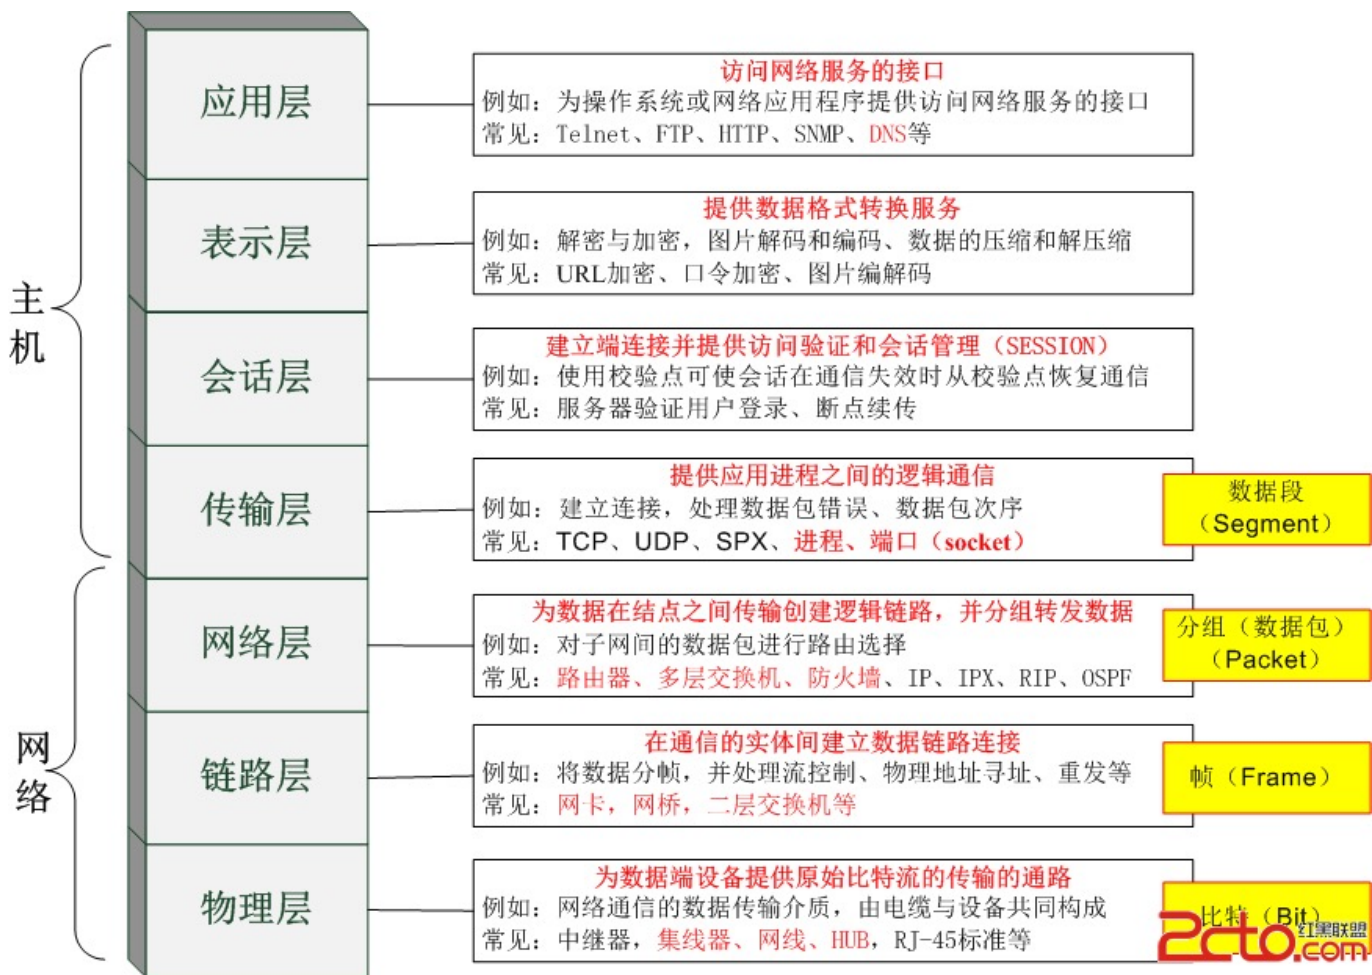 应用层
访问网络服务的接口
例如：为操作系统或网络应用程序提供访问网络服务的接口
常见：Telnet、FTP、HTTP、SNMP、DNS等
表示层
提供数据格式转换服务
例如：解密与加密，图片解码和编码、数据的压缩和解压缩
常见：URL加密、口令加密、图片编解码
主机
会话层
建立端连接并提供访问验证和会话管理（SESSION）
例如：使用校验点可使会话在通信失效时从校验点恢复通信
常见：服务器验证用户登录、断点续传
传输层
提供应用进程之间的逻辑通信
例如：建立连接，处理数据包错误、数据包次序
常见：TCP、UDP、SPX、进程、端口（socket）
数据段
（Segment）
网络层
为数据在结点之间传输创建逻辑链路，并分组转发数据
例如：对子网间的数据包进行路由选择
常见：路由器、多层交换机、防火墙、IP、IPX、RIP、OSPF
分组（数据包）
（Packet）
网络
链路层
在通信的实体间建立数据链路连接
例如：将数据分帧，并处理流控制、物理地址寻址、重发等
常见：网卡，网桥，二层交换机等
帧（Frame）
物理层
为数据端设备提供原始比特流的传输的通路
例如：网络通信的数据传输介质，由电缆与设备共同构成
常见：中继器，集线器、网线、HUB，RJ-45标准等
比特（Bit）
2cto.com
红黑联盟